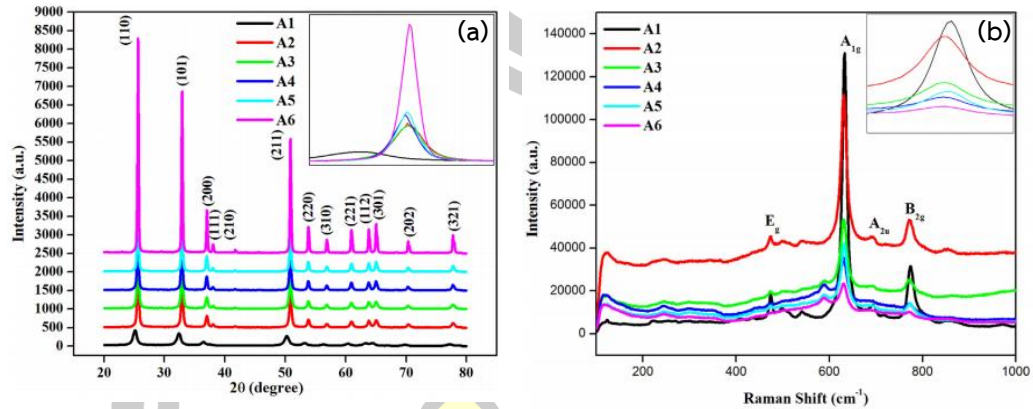 (a)
A1
A2
A3
A4
A5
A6
(110)
(101)
(200)
(111)
(210)
(211)
(220)
(310)
(221)
(112)
(301)
(202)
(321)
Intensity (a.u.)
9000
8500
8000
7500
7000
6500
6000
5500
5000
4500
4000
3500
3000
2500
2000
1500
1000
500
0
20 30 40 50 60 70 80
2θ (degree)
(b)
A1
A2
A3
A4
A5
A6
A1g
Eg
A2u
B2g
Intensity (a.u.)
140000
120000
100000
80000
60000
40000
20000
0
200 400 600 800 1000
Raman Shift (cm-1)